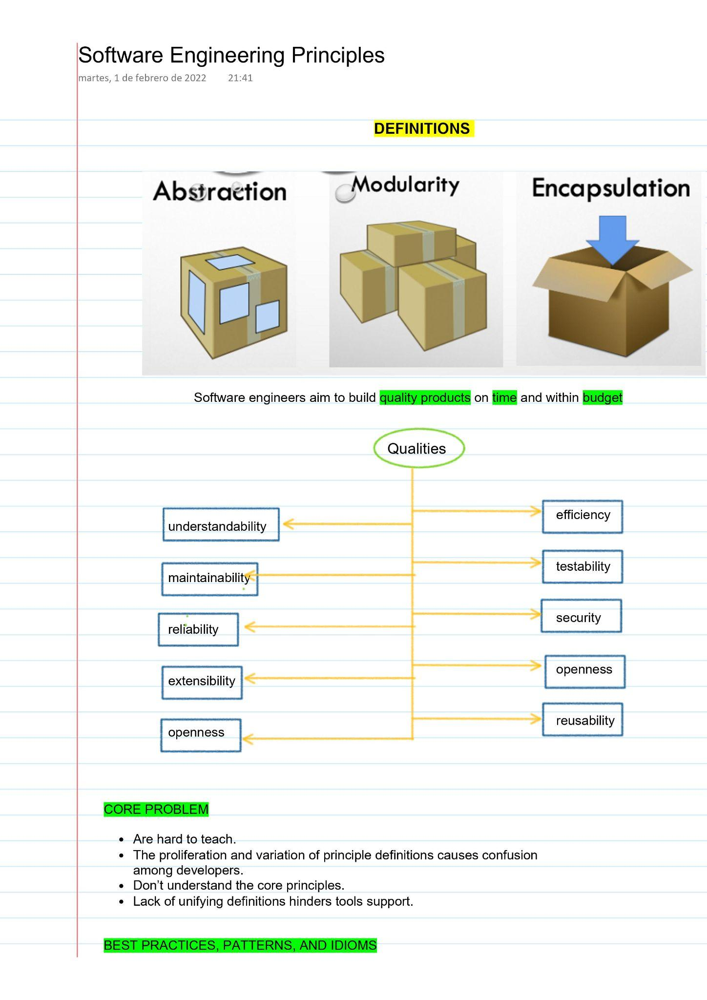 Software Engineering Principles
martes, 1 de febrero de 2022 21:41
DEFINITIONS
Abstraction
Modularity
Encapsulation
Software engineers aim to build quality products on time and within budget
Qualities
understandability
efficiency
maintainability
testability
reliability
security
extensibility
openness
openness
reusability
CORE PROBLEM
• Are hard to teach.
• The proliferation and variation of principle definitions causes confusion
among developers.
• Don’t understand the core principles.
• Lack of unifying definitions hinders tools support.
BEST PRACTICES, PATTERNS, AND IDIOMS